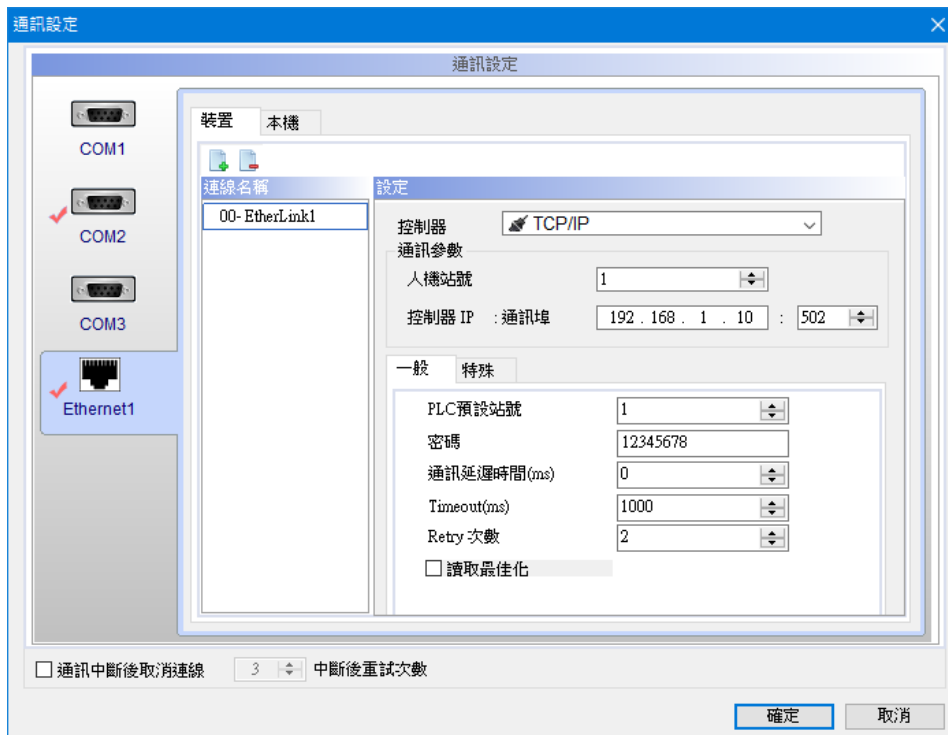 通訊設定
通訊設定
COM1
COM2
COM3
Ethernet1
裝置 本機
連線名稱
00- EtherLink1
設定
控制器 TCP/IP
通訊參數
人機站號 1
控制器 IP : 通訊埠 192 . 168 . 1 . 10 : 502
一般 特殊
PLC預設站號 1
密碼 12345678
通訊延遲時間(ms) 0
Timeout(ms) 1000
Retry 次數 2
讀取最佳化
通訊中斷後取消連線 3 中斷後重試次數
確定 取消